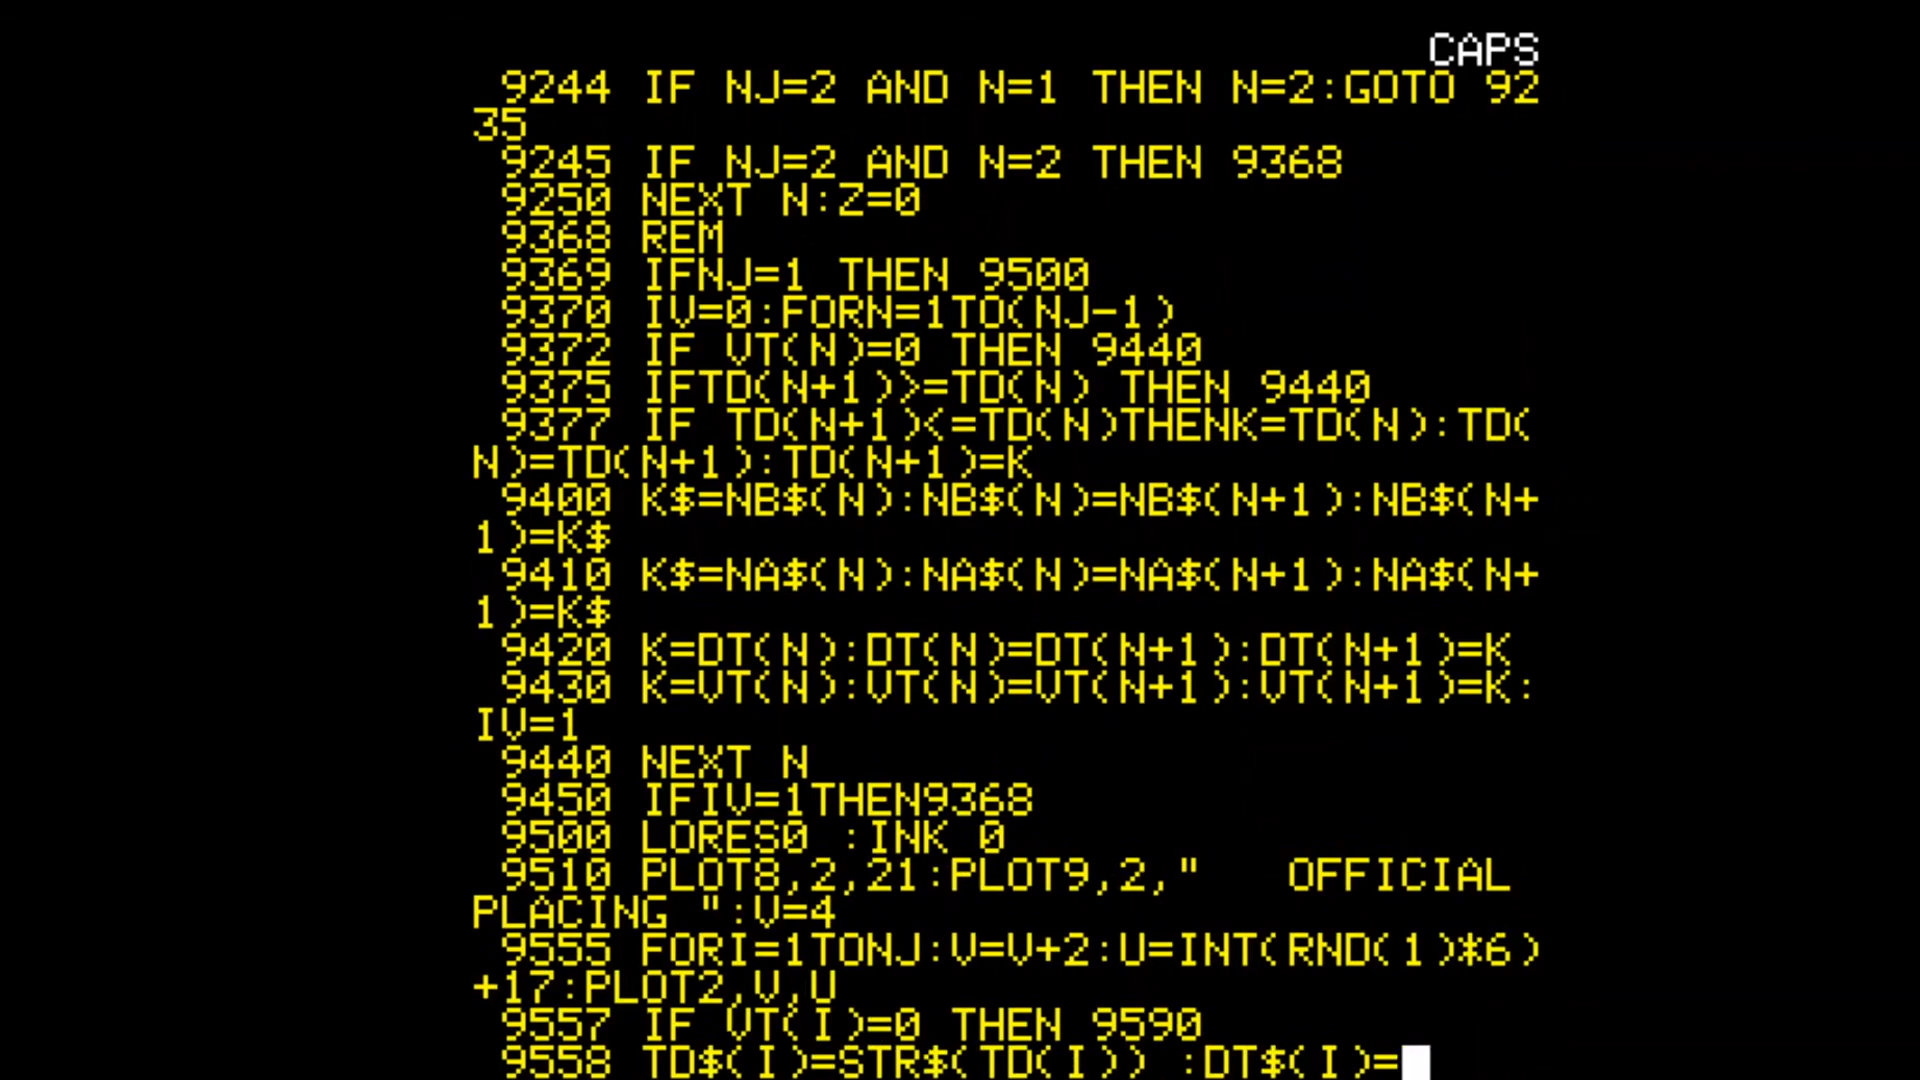 CAPS
9244 IF NJ=2 AND N=1 THEN N=2:GOTO 92
35
9245 IF NJ=2 AND N=2 THEN 9368
9250 NEXT N:Z=0
9368 REM
9369 IFNJ=1 THEN 9500
9370 IV=0:FORN=1TO(NJ-1)
9372 IF VT(N)=0 THEN 9440
9375 IFTD(N+1)>=TD(N) THEN 9440
9377 IF TD(N+1)<=TD(N)THENK=TD(N):TD(
N)=TD(N+1):TD(N+1)=K
9400 K$=NB$(N):NB$(N)=NB$(N+1):NB$(N+
1)=K$
9410 K$=NA$(N):NA$(N)=NA$(N+1):NA$(N+
1)=K$
9420 K=DT(N):DT(N)=DT(N+1):DT(N+1)=K
9430 K=VT(N):VT(N)=VT(N+1):VT(N+1)=K:
IV=1
9440 NEXT N
9450 IFIV=1THEN9368
9500 LORES0 :INK 0
9510 PLOT8,2,21:PLOT9,2,"   OFFICIAL
PLACING ":V=4
9555 FORI=1TONJ:V=V+2:U=INT(RND(1)*6)
+17:PLOT2,V,U
9557 IF VT(I)=0 THEN 9590
9558 TD$(I)=STR$(TD(I)) :DT$(I)=